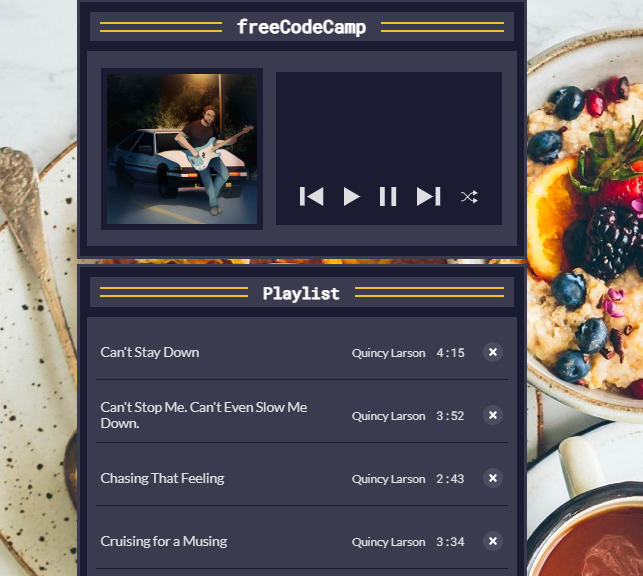 freeCodeCamp
Playlist
Can't Stay Down Quincy Larson 4:15
Can't Stop Me. Can't Even Slow Me
Down. Quincy Larson 3:52
Chasing That Feeling Quincy Larson 2:43
Cruising for a Musing Quincy Larson 3:34